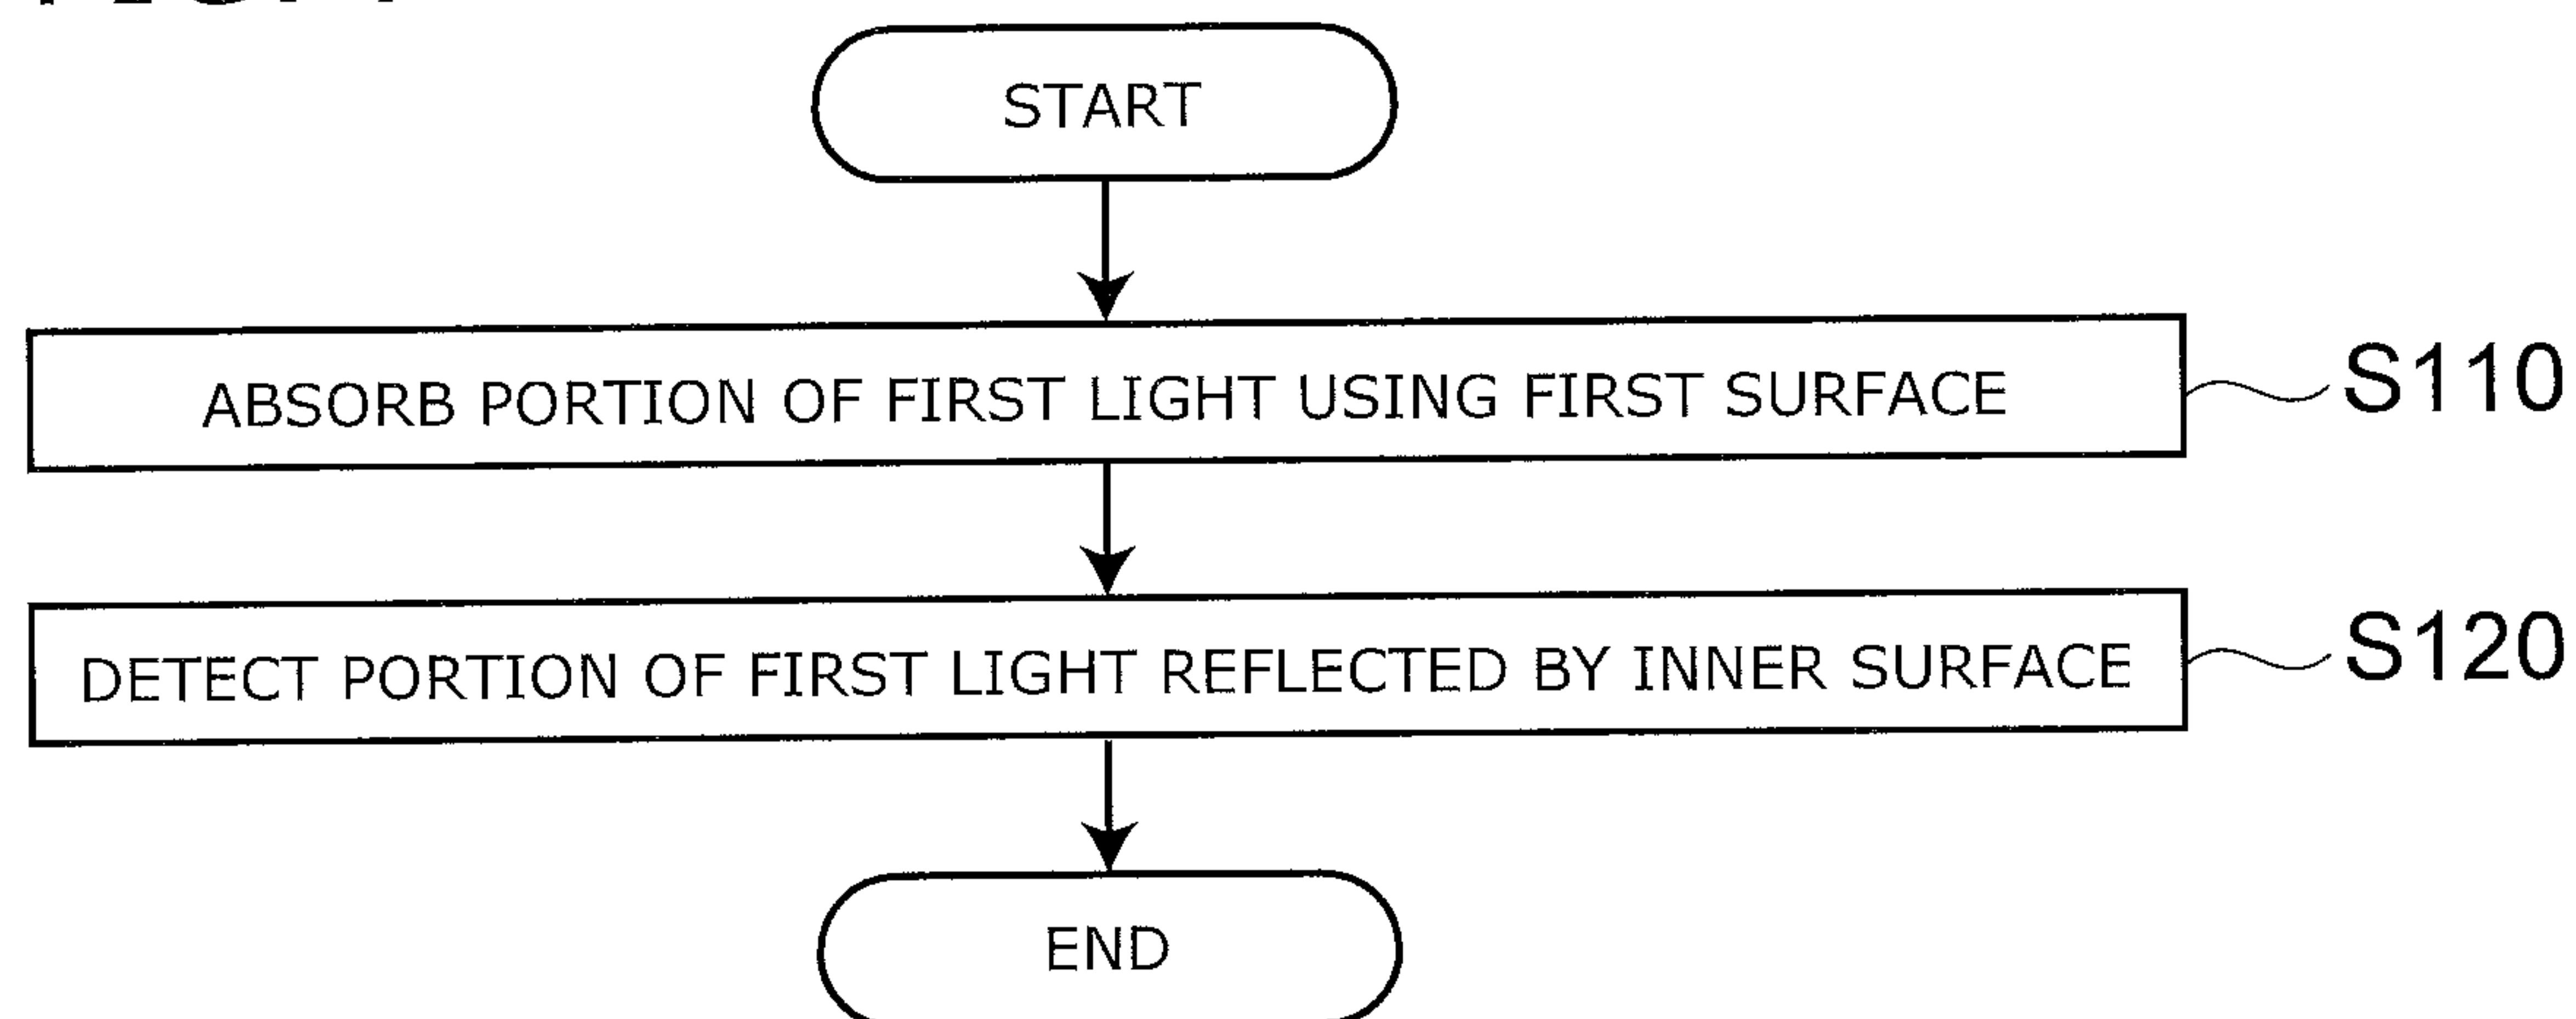 START
ABSORB PORTION OF FIRST LIGHT USING FIRST SURFACE
S110
DETECT PORTION OF FIRST LIGHT REFLECTED BY INNER SURFACE
S120
END